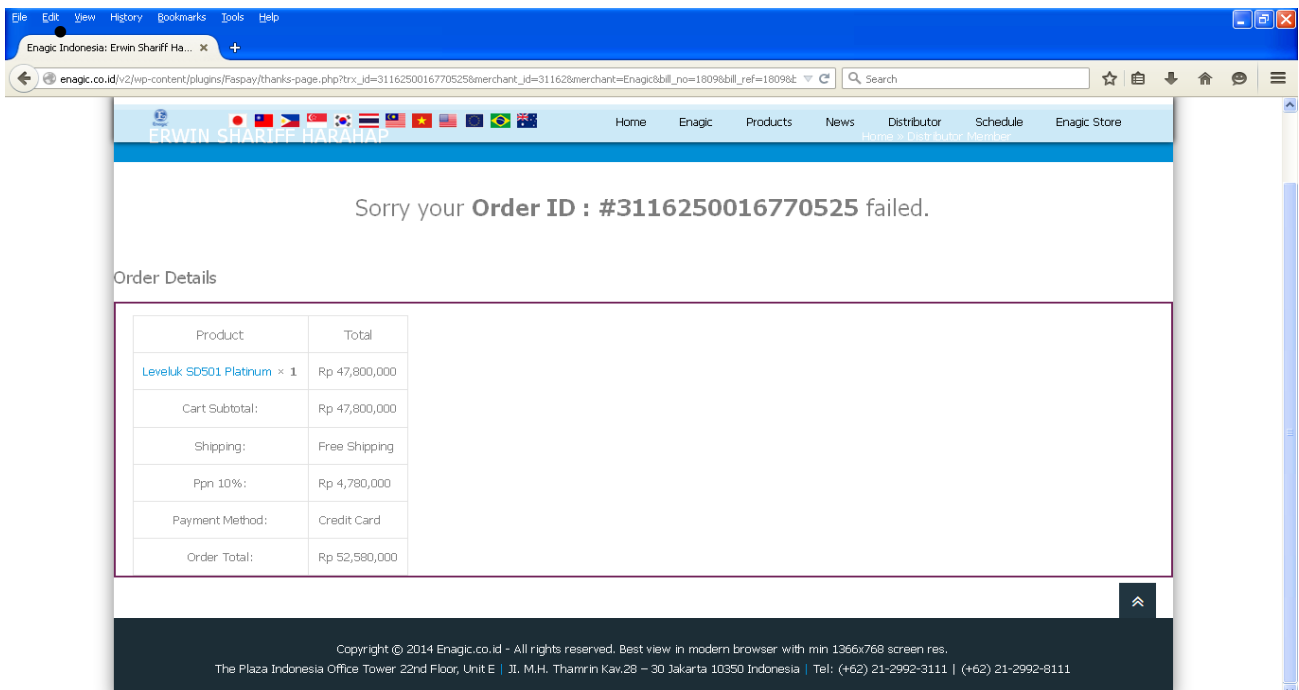 File Edit View History Bookmarks Tools Help
Enagic Indonesia: Erwin Shariff Ha...
enagic.co.id/v2/wp-content/plugins/Faspay/thanks-page.php?trx_id=3116250016770525&merchant_id=31162&merchant=Enagic&bill_no=1809&bill_ref=1809&t
Search
Home Enagic Products News Distributor Schedule Enagic Store
ERWIN SHARIFF HARAHAP
Home » Distributor Member
Sorry your Order ID : #3116250016770525 failed.
Order Details
Product Total
Leveluk SD501 Platinum × 1 Rp 47,800,000
Cart Subtotal: Rp 47,800,000
Shipping: Free Shipping
Ppn 10%: Rp 4,780,000
Payment Method: Credit Card
Order Total: Rp 52,580,000
Copyright © 2014 Enagic.co.id - All rights reserved. Best view in modern browser with min 1366x768 screen res.
The Plaza Indonesia Office Tower 22nd Floor, Unit E | JI. M.H. Thamrin Kav.28 – 30 Jakarta 10350 Indonesia | Tel: (+62) 21-2992-3111 | (+62) 21-2992-8111